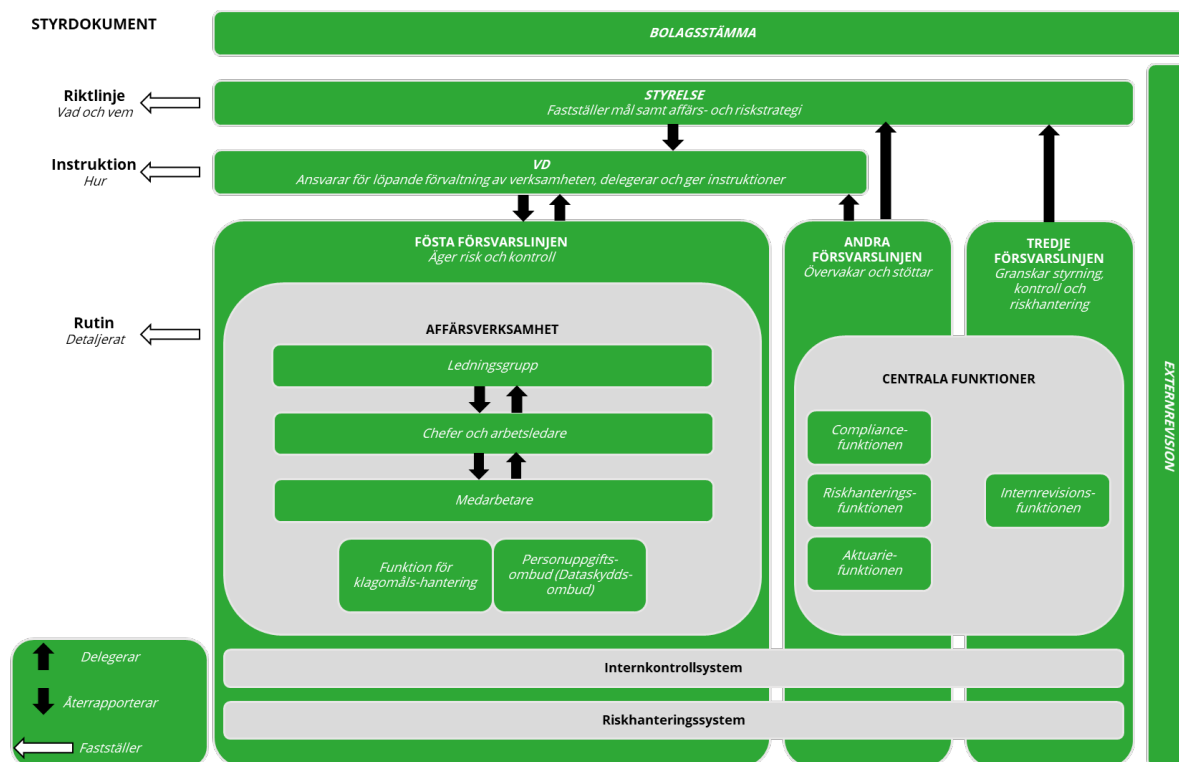 STYRDOKUMENT
BOLAGSSTÄMMA
Riktlinje
Vad och vem
STYRELSE
Fastställer mål samt affärs- och riskstrategi
Instruktion
Hur
VD
Ansvarar för löpande förvaltning av verksamheten, delegerar och ger instruktioner
FÖSTA FÖRSVARSLINJEN
Äger risk och kontroll
ANDRA
FÖRSVARSLINJEN
Övervakar och stöttar
TREDJE
FÖRSVARSLINJEN
Granskar styrning,
kontroll och
riskhantering
Rutin
Detaljerat
AFFÄRSVERKSAMHET
Ledningsgrupp
Chefer och arbetsledare
Medarbetare
Funktion för
klagomåls-hantering
Personuppgifts-
ombud (Dataskydds-
ombud)
CENTRALA FUNKTIONER
Compliance-
funktionen
Riskhanterings-
funktionen
Aktuarie-
funktionen
Internrevisions-
funktionen
EXTERNREVISION
Internkontrollsystem
Riskhanteringssystem
Delegerar
Återrapporterar
Fastställer